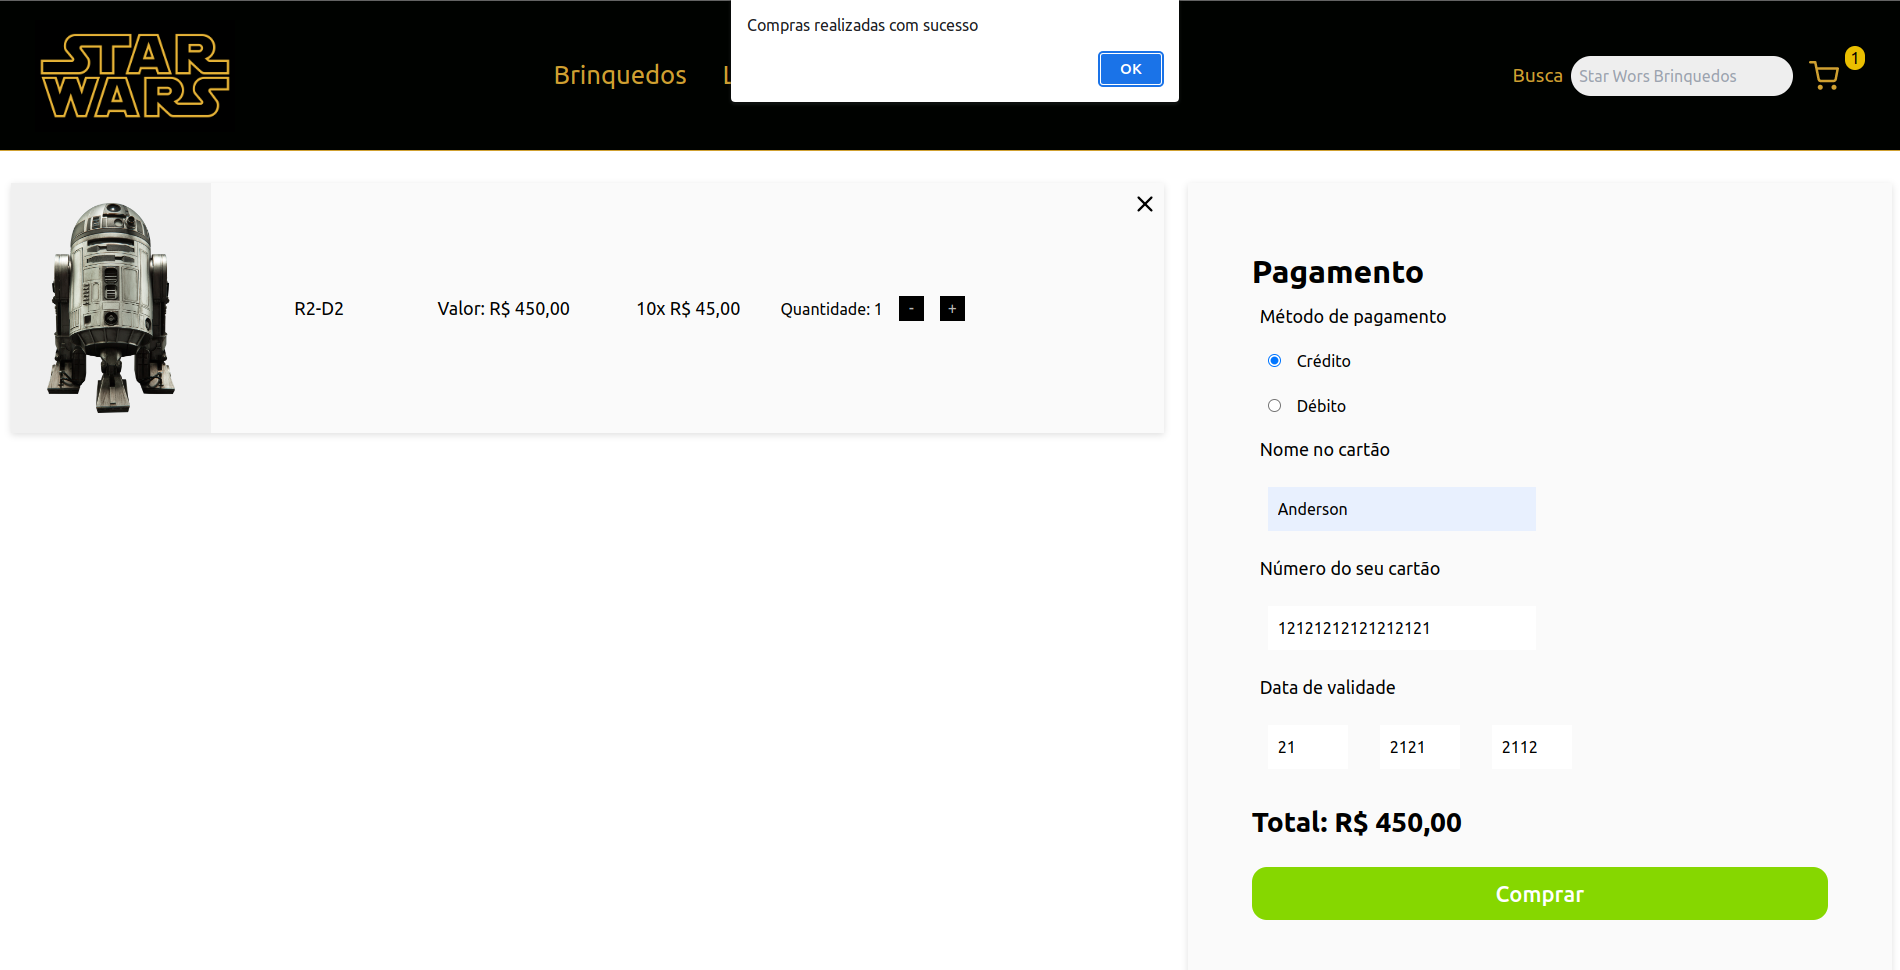 Compras realizadas com sucesso
OK
STAR
WARS
Brinquedos
Busca
Star Wors Brinquedos
1
R2-D2
Valor: R$ 450,00
10x R$ 45,00
Quantidade: 1
-
+
Pagamento
Método de pagamento
Crédito
Débito
Nome no cartão
Anderson
Número do seu cartão
12121212121212121
Data de validade
21 2121 2112
Total: R$ 450,00
Comprar